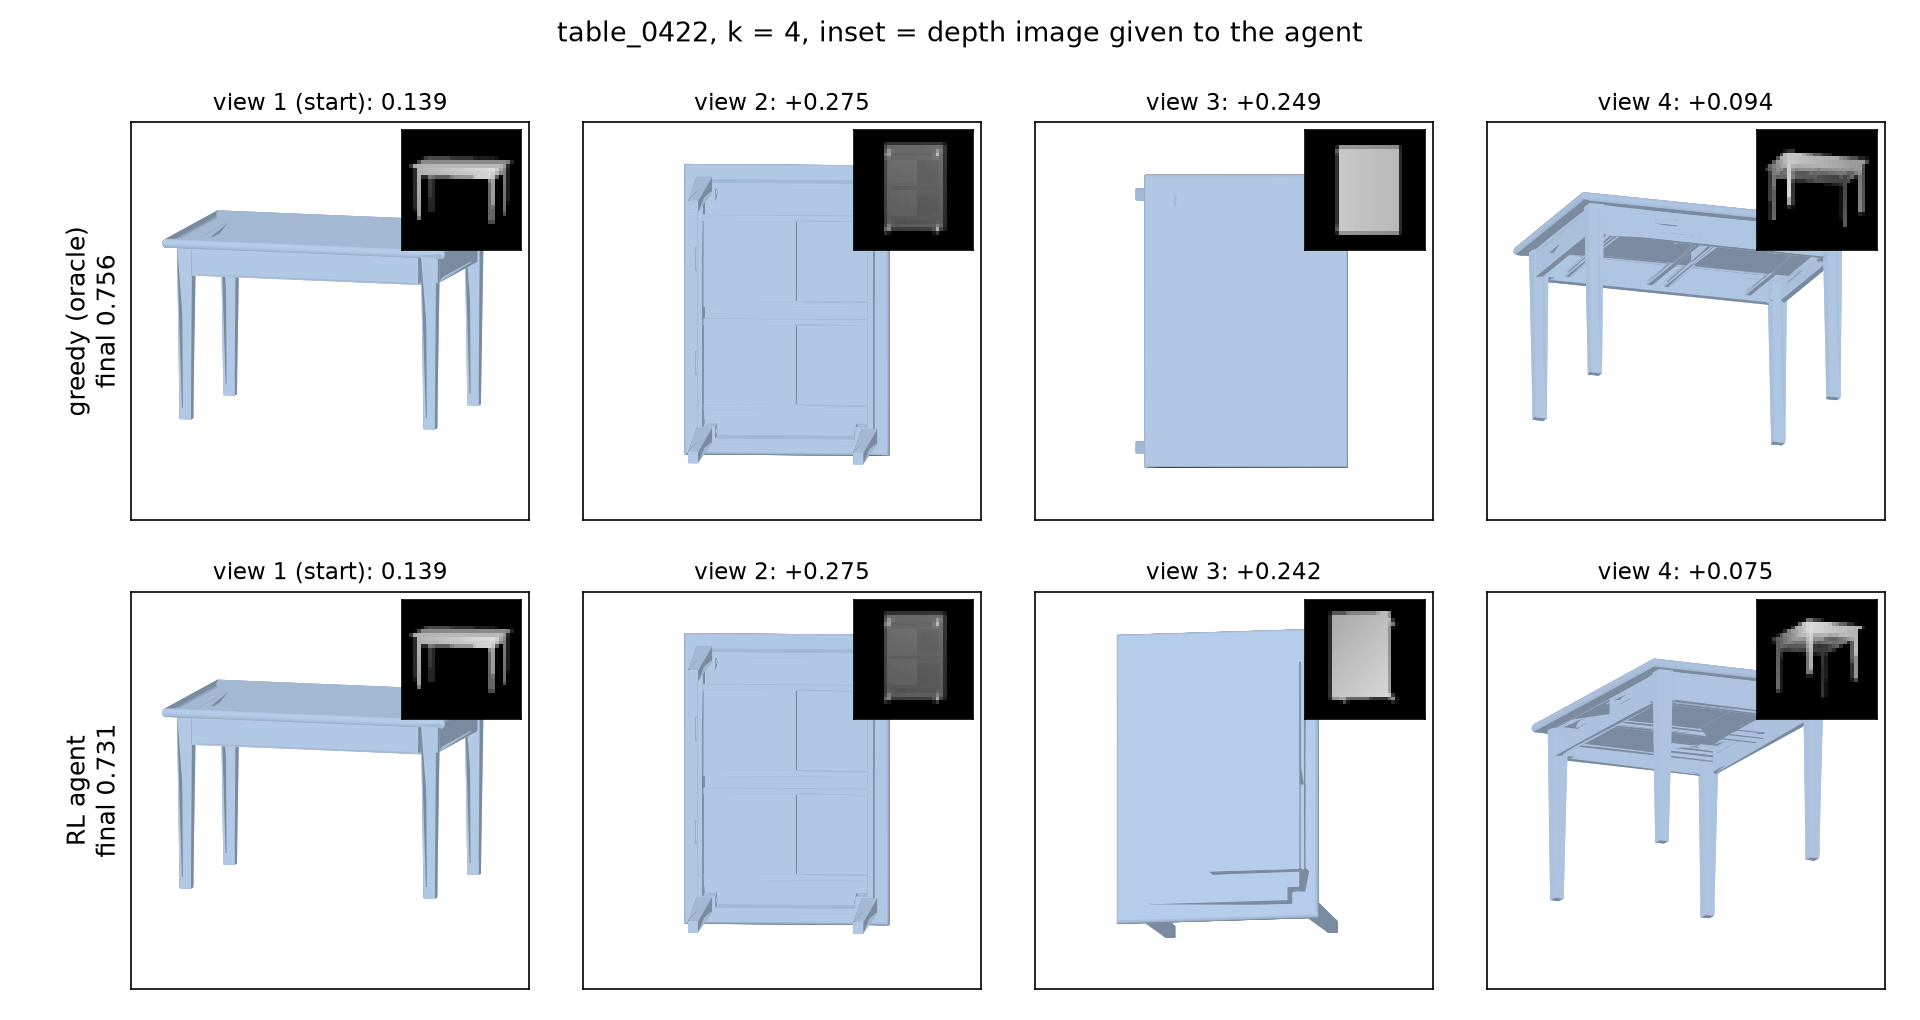 table_0422, k = 4, inset = depth image given to the agent
view 1 (start): 0.139
view 2: +0.275
view 3: +0.249
view 4: +0.094
greedy (oracle)
final 0.756
view 1 (start): 0.139
view 2: +0.275
view 3: +0.242
view 4: +0.075
RL agent
final 0.731